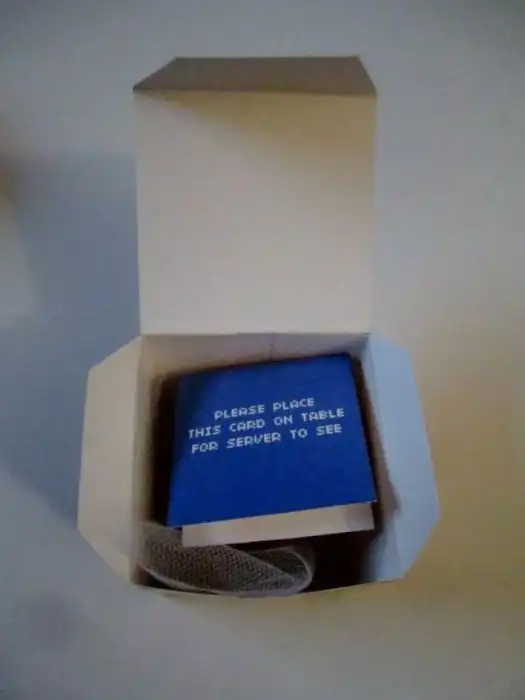 PLEASE PLACE
THIS CARD ON TABLE
FOR SERVER TO SEE